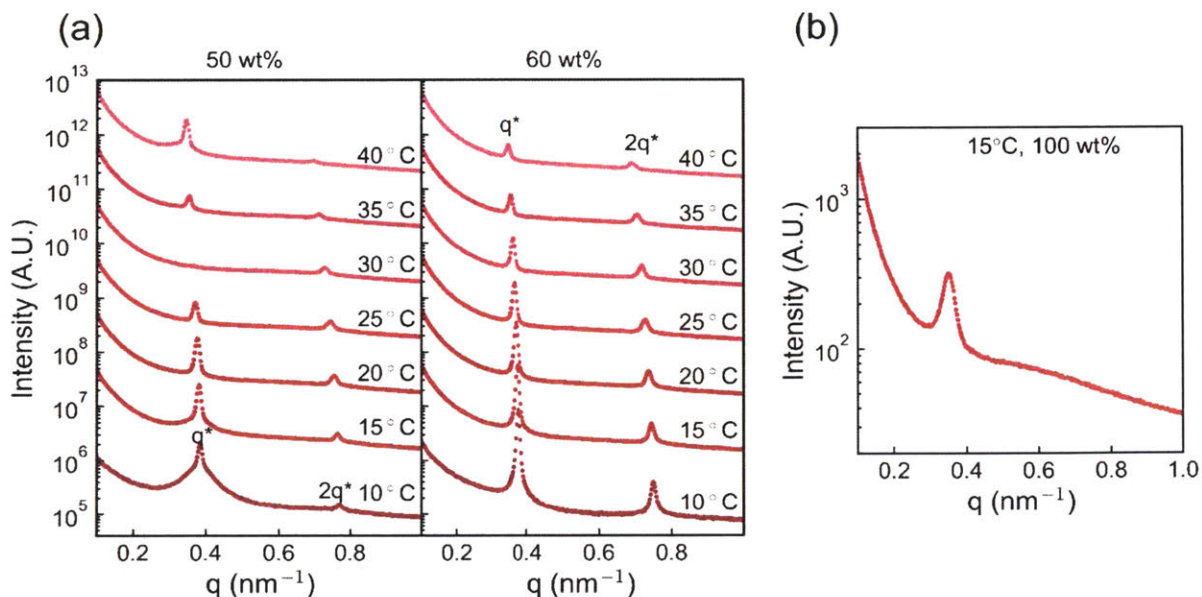 (a)
50 wt%
60 wt%
Intensity (A.U.)
10^13
10^12
10^11
10^10
10^9
10^8
10^7
10^6
10^5
40 °C
35 °C
30 °C
25 °C
20 °C
15 °C
q*
2q* 10 °C
q*
2q*
40 °C
35 °C
30 °C
25 °C
20 °C
15 °C
10 °C
0.2 0.4 0.6 0.8
0.2 0.4 0.6 0.8
q (nm⁻¹)
q (nm⁻¹)
(b)
15°C, 100 wt%
Intensity (A.U.)
10^3
10^2
0.2 0.4 0.6 0.8 1.0
q (nm⁻¹)